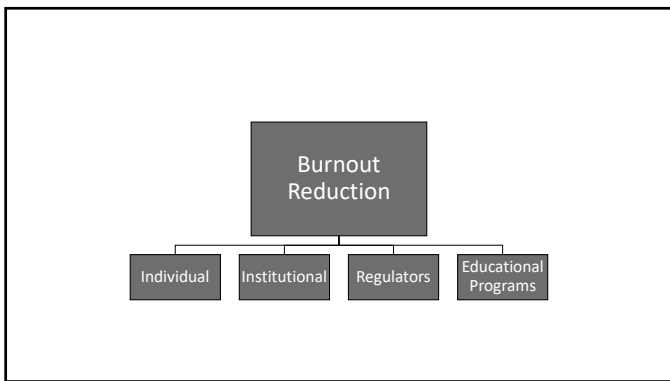 Burnout
Reduction
Individual
Institutional
Regulators
Educational
Programs